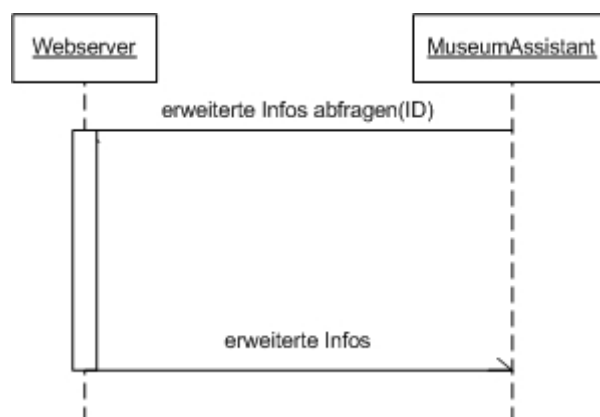 Webserver
MuseumAssistant
erweiterte Infos abfragen(ID)
erweiterte Infos